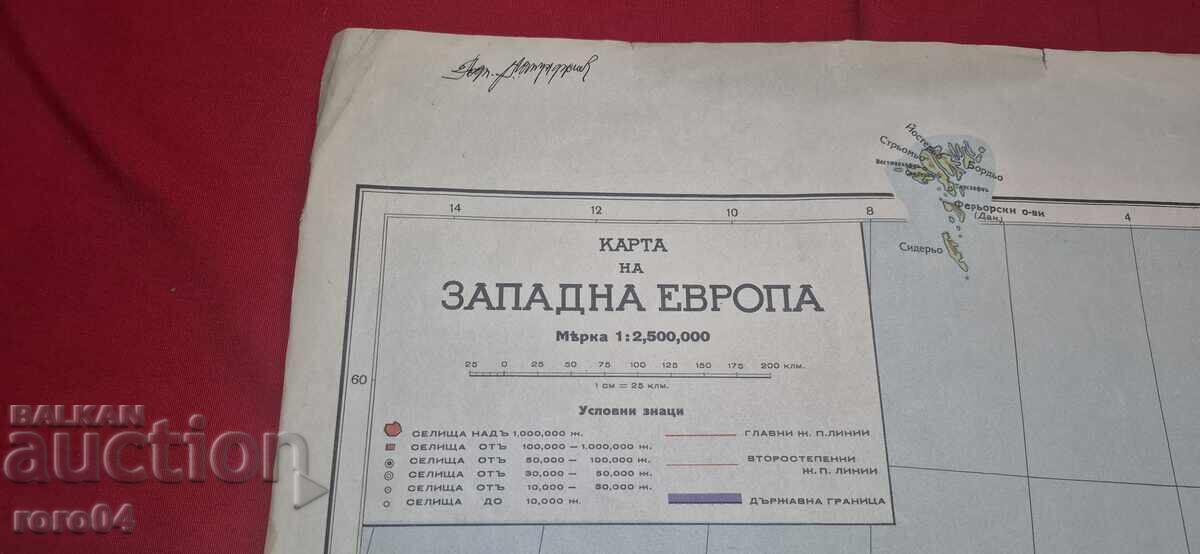 Йостеръ
Стрьомьо
Бордьо
Ферьорски о-ви
(Дан.)
Сидерьо
14 12 10 8 4
КАРТА
НА
ЗАПАДНА ЕВРОПА
Мѣрка 1:2,500,000
25 0 25 50 75 100 125 150 175 200 клм.
1 см = 25 клм.
60
Условни знаци
СЕЛИЩА НАДЪ 1,000,000 ж.
СЕЛИЩА ОТЪ 100,000 – 1.000,000 ж.
СЕЛИЩА ОТЪ 50,000 – 100,000 ж.
СЕЛИЩА ОТЪ 30,000 – 50,000 ж.
СЕЛИЩА ОТЪ 10,000 – 30,000 ж.
СЕЛИЩА ДО 10,000 ж.
ГЛАВНИ Ж. П. ЛИНИИ
ВТОРОСТЕПЕННИ
Ж. П. ЛИНИИ
ДЪРЖАВНА ГРАНИЦА
BALKAN
auction
roro04